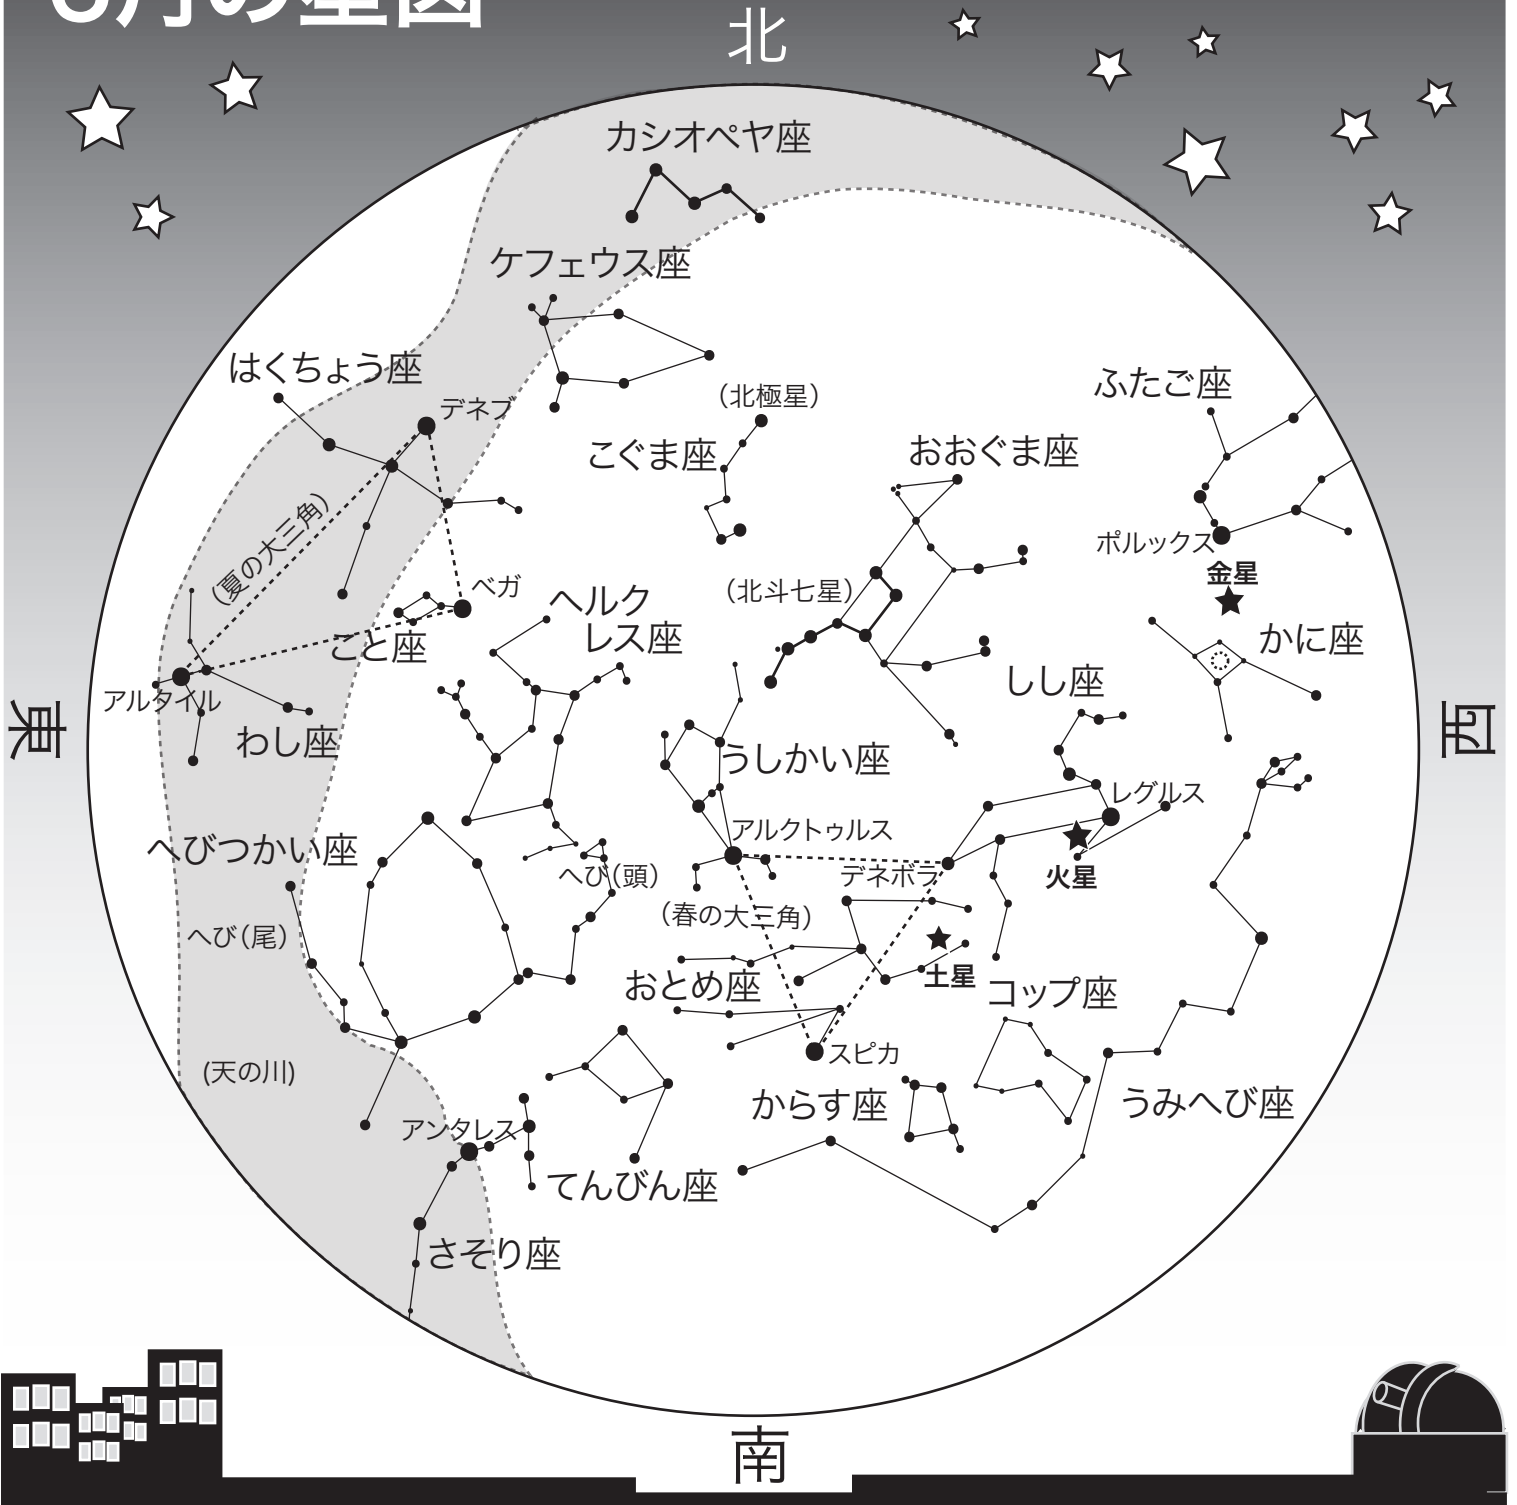 月の星図
北
カシオペヤ座
ケフェウス座
はくちょう座
デネブ
(北極星)
こぐま座
おおぐま座
ふたご座
ポルックス
金星
(夏の大三角)
ベガ
こと座
ヘルク
レス座
(北斗七星)
かに座
しし座
アルタイル
わし座
東
西
うしかい座
レグルス
アルクトゥルス
デネボラ
火星
へびつかい座
へび(頭)
へび(尾)
(春の大三角)
おとめ座
土星
コップ座
スピカ
(天の川)
からす座
うみへび座
アンタレス
てんびん座
さそり座
南